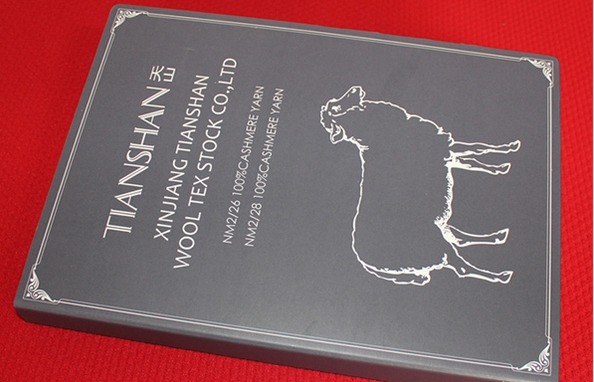 TIANSHAN 天山
XINJIANG TIANSHAN
WOOL TEX STOCK CO.,LTD
NM2/26 100%CASHMERE YARN
NM2/28 100%CASHMERE YARN